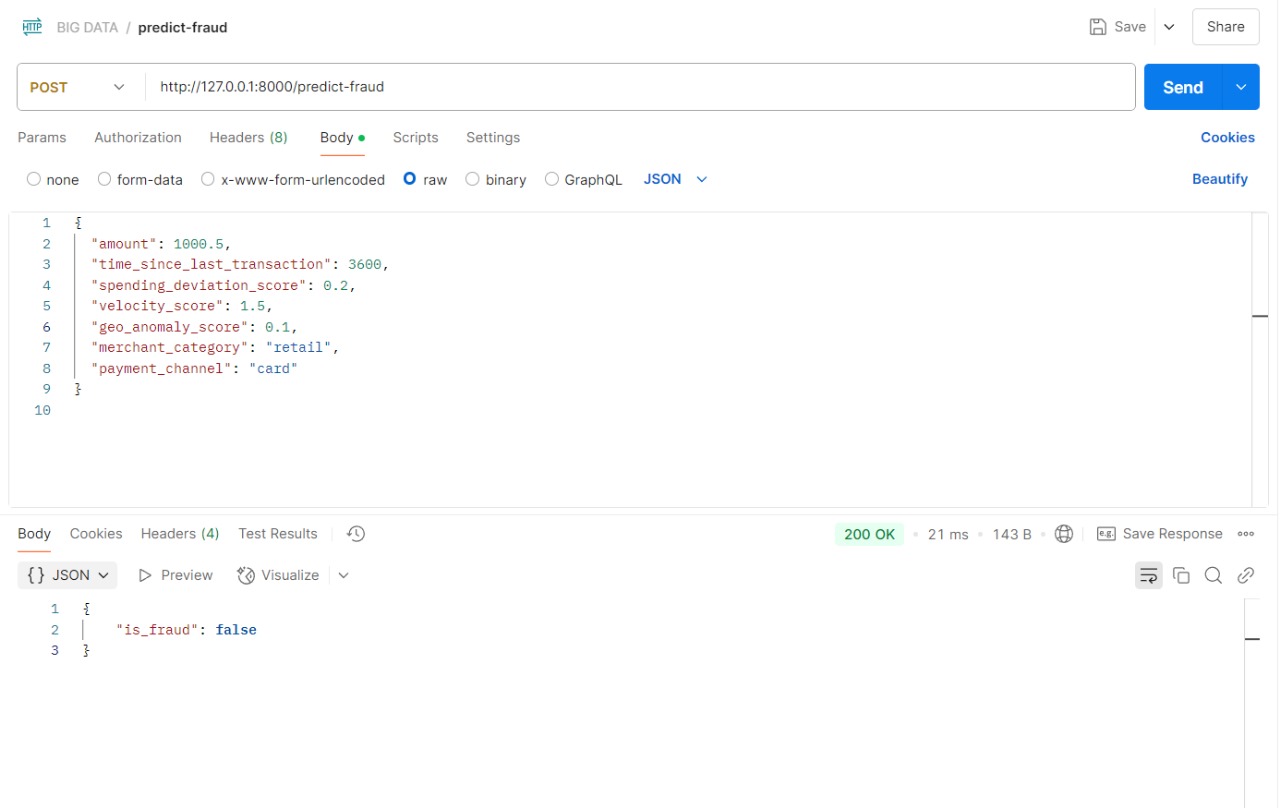 HTTP BIG DATA / predict-fraud Save Share
POST http://127.0.0.1:8000/predict-fraud Send
Params Authorization Headers (8) Body Scripts Settings Cookies
none form-data x-www-form-urlencoded raw binary GraphQL JSON Beautify
1 {
2 "amount": 1000.5,
3 "time_since_last_transaction": 3600,
4 "spending_deviation_score": 0.2,
5 "velocity_score": 1.5,
6 "geo_anomaly_score": 0.1,
7 "merchant_category": "retail",
8 "payment_channel": "card"
9 }
10
Body Cookies Headers (4) Test Results 200 OK • 21 ms • 143 B • e.g. Save Response
{} JSON Preview Visualize
1 {
2 "is_fraud": false
3 }